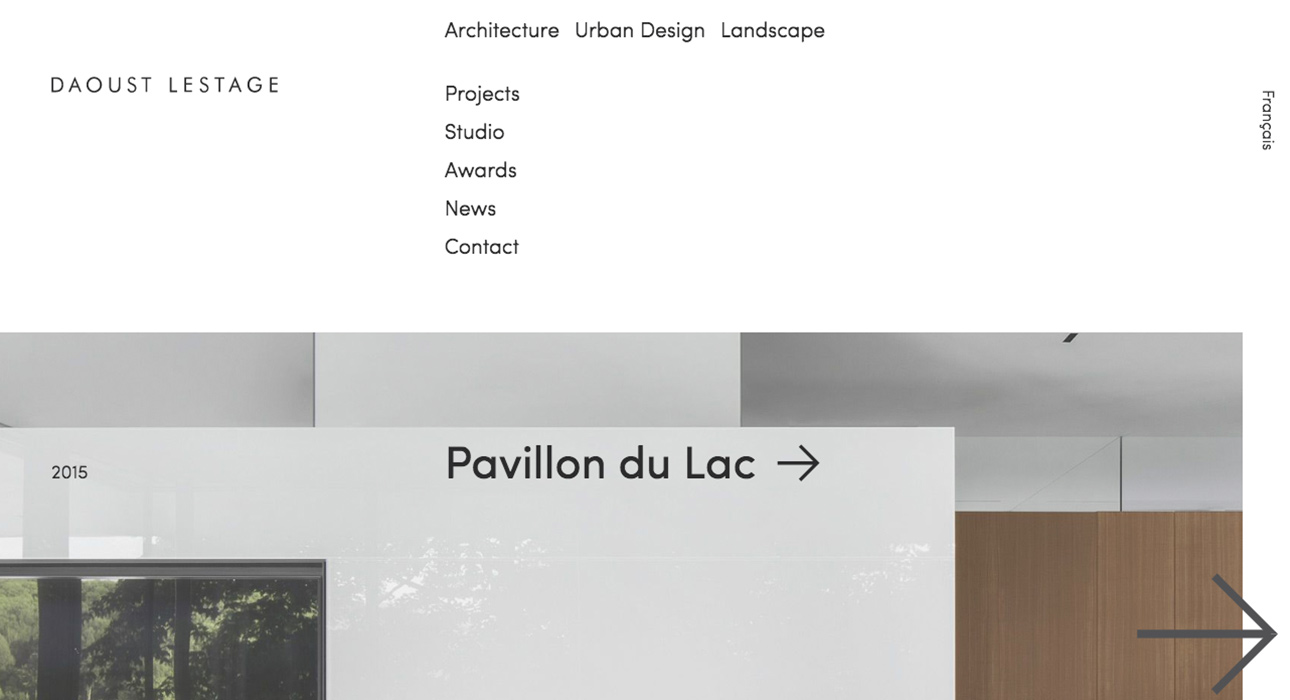 Architecture Urban Design Landscape
DAOUST LESTAGE
Projects
Français
Studio
Awards
News
Contact
2015
Pavillon du Lac